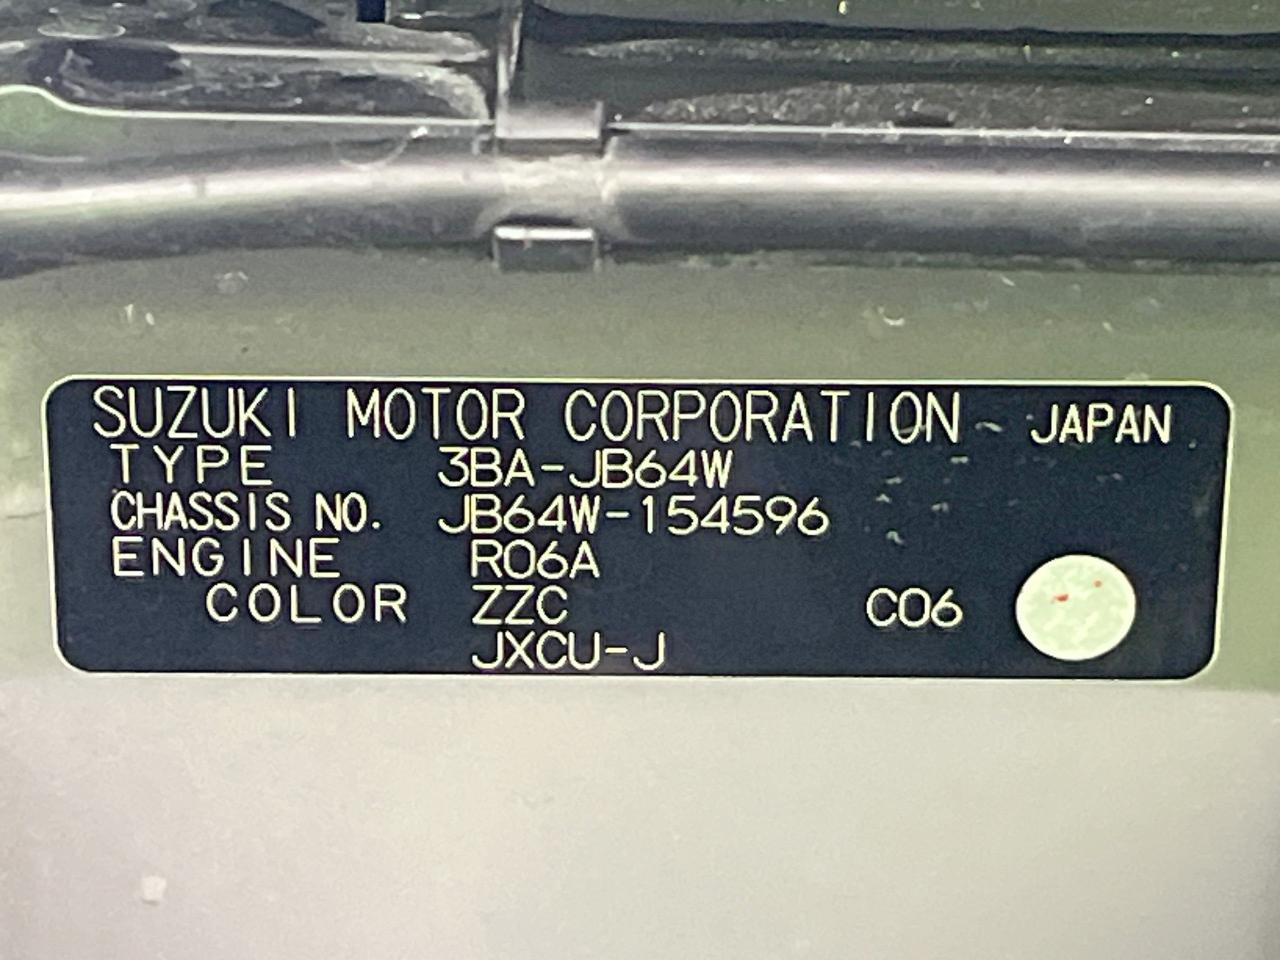 SUZUKI MOTOR CORPORATION JAPAN
TYPE 3BA-JB64W
CHASSIS NO. JB64W-154596
ENGINE R06A
COLOR ZZC C06
JXCU-J